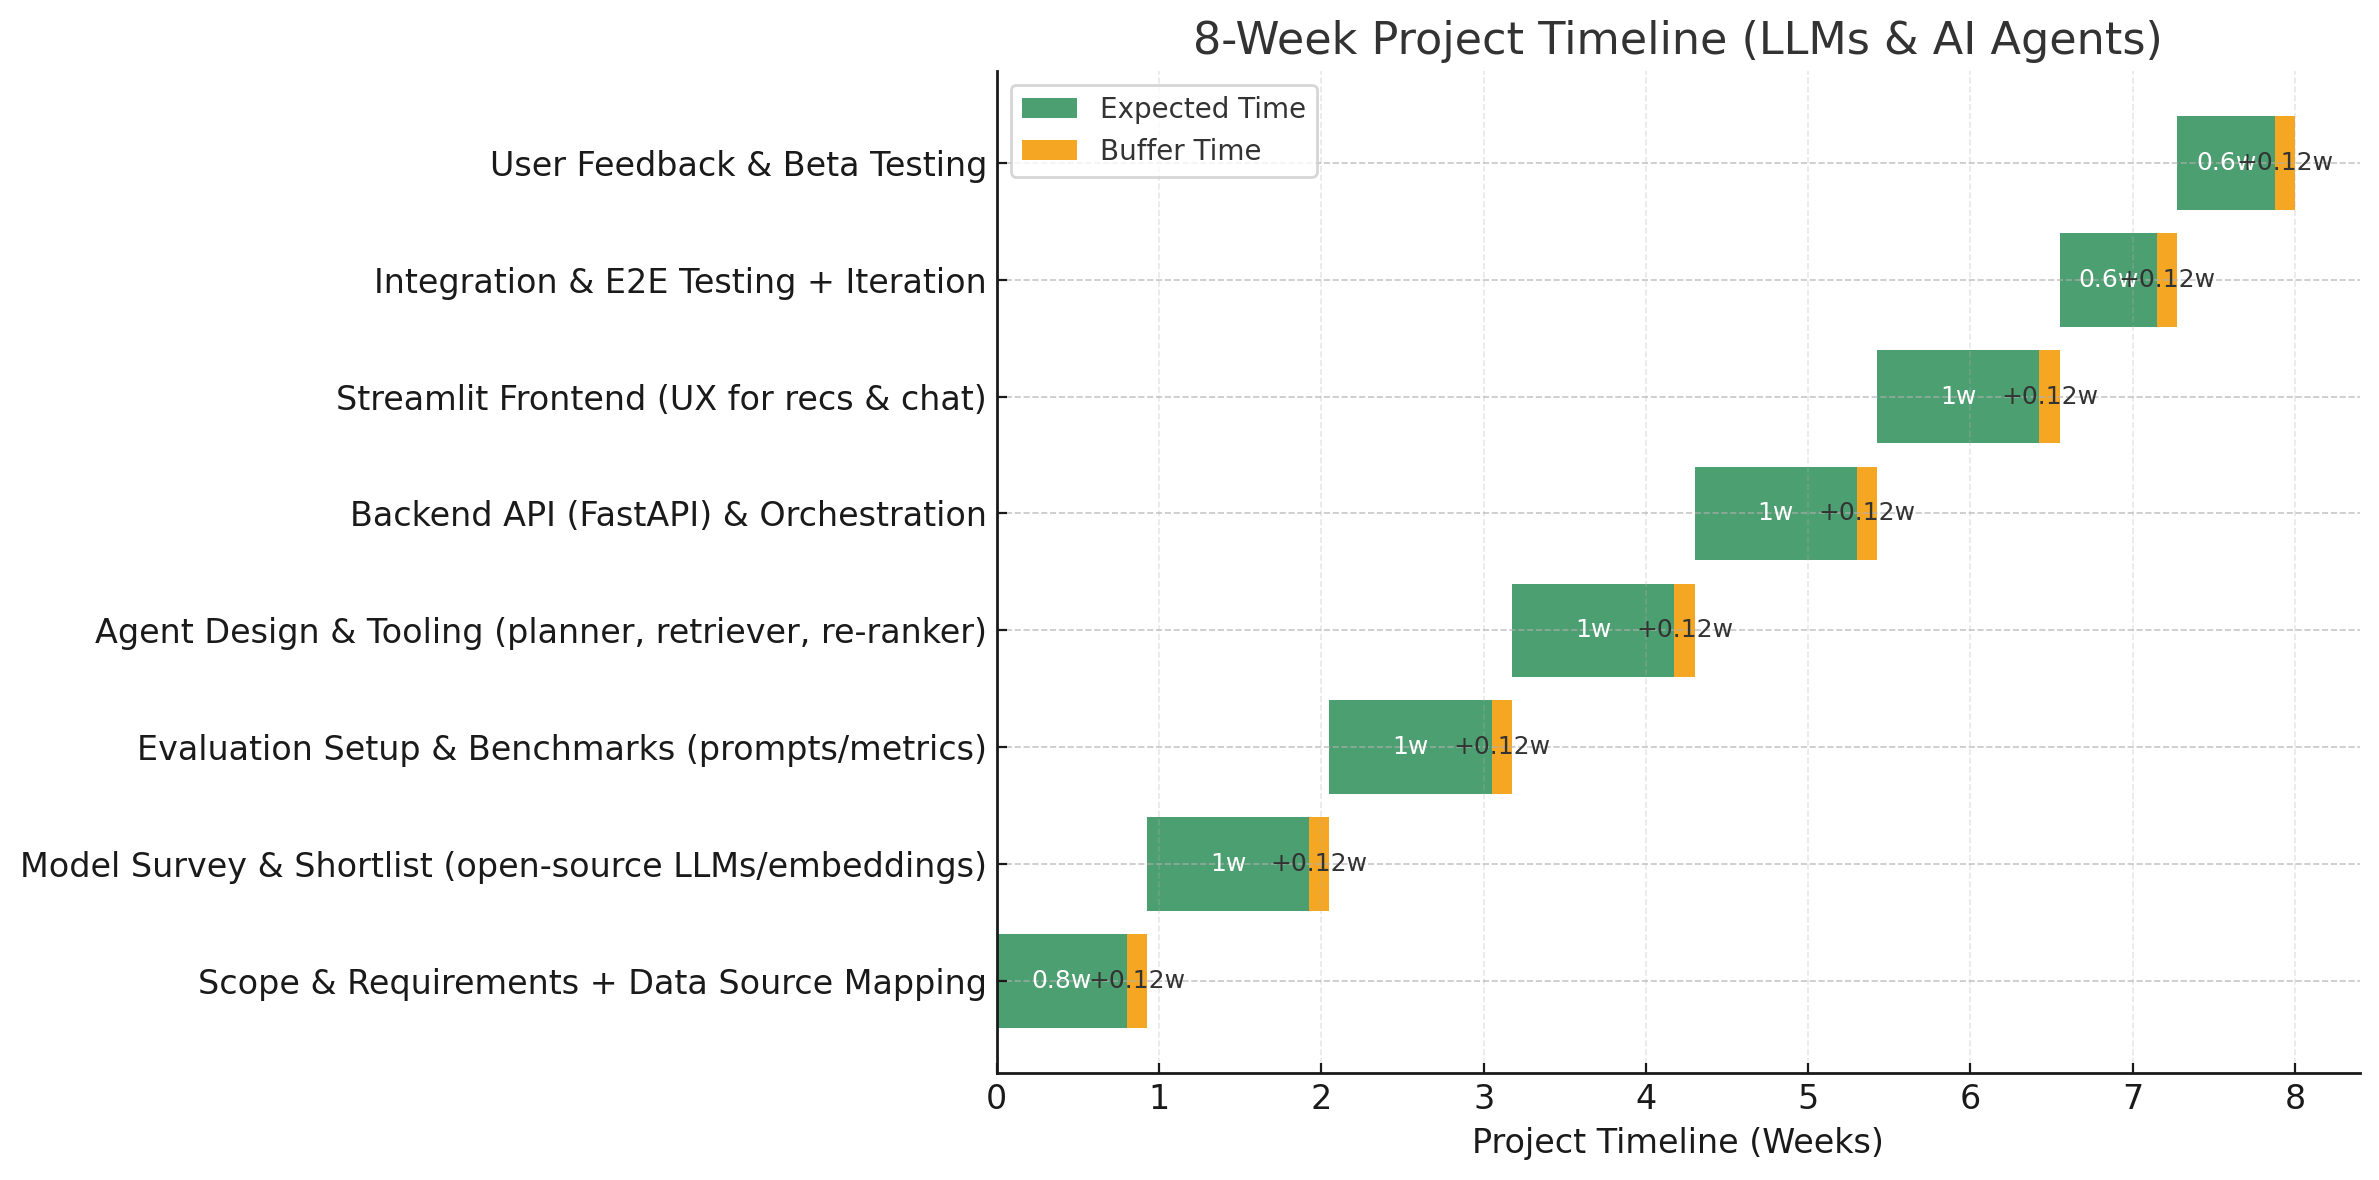 8-Week Project Timeline (LLMs & AI Agents)
Expected Time
Buffer Time
User Feedback & Beta Testing
0.6w
+0.12w
Integration & E2E Testing + Iteration
0.6w
+0.12w
Streamlit Frontend (UX for recs & chat)
1w
+0.12w
Backend API (FastAPI) & Orchestration
1w
+0.12w
Agent Design & Tooling (planner, retriever, re-ranker)
1w
+0.12w
Evaluation Setup & Benchmarks (prompts/metrics)
1w
+0.12w
Model Survey & Shortlist (open-source LLMs/embeddings)
1w
+0.12w
Scope & Requirements + Data Source Mapping
0.8w
+0.12w
0 1 2 3 4 5 6 7 8
Project Timeline (Weeks)